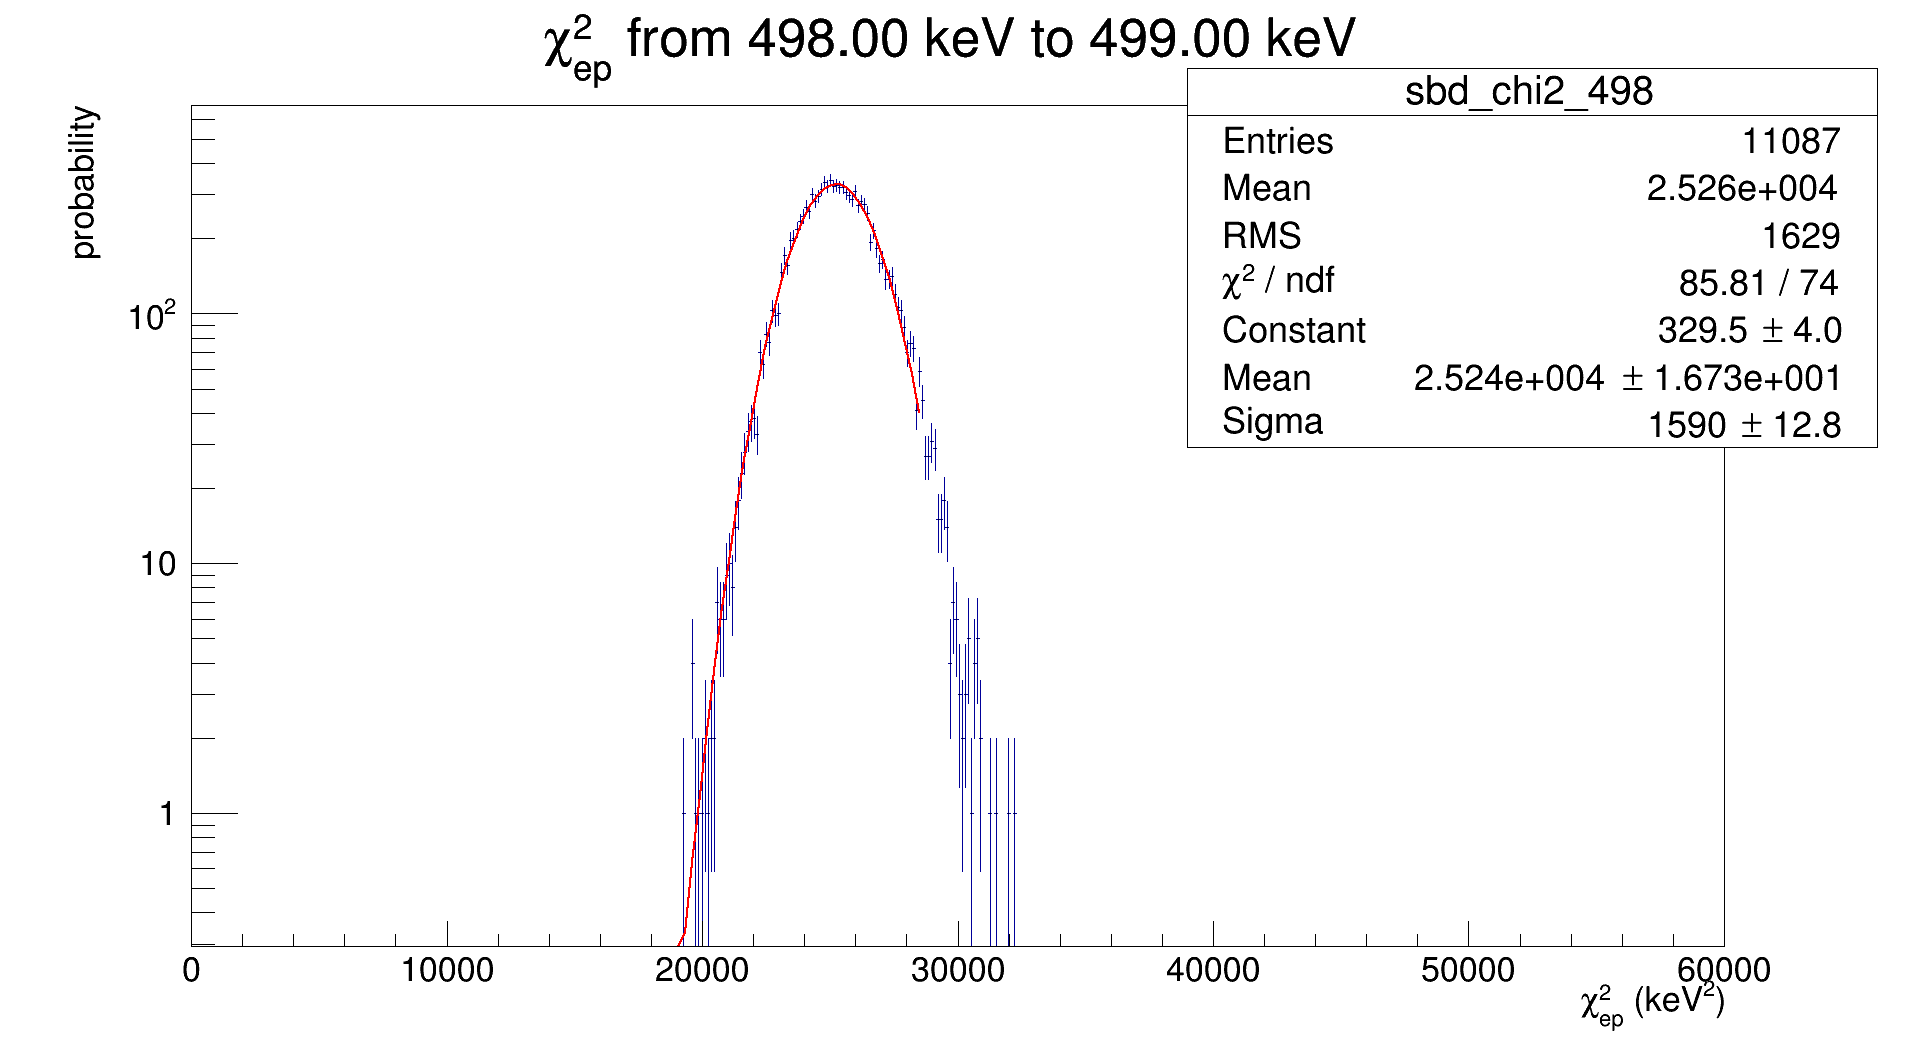 χ²ep from 498.00 keV to 499.00 keV
sbd_chi2_498
Entries 11087
Mean 2.526e+004
RMS 1629
χ² / ndf 85.81 / 74
Constant 329.5 ± 4.0
Mean 2.524e+004 ± 1.673e+001
Sigma 1590 ± 12.8
probability
10²
10
1
0 10000 20000 30000 40000 50000 60000
χ²ep (keV²)